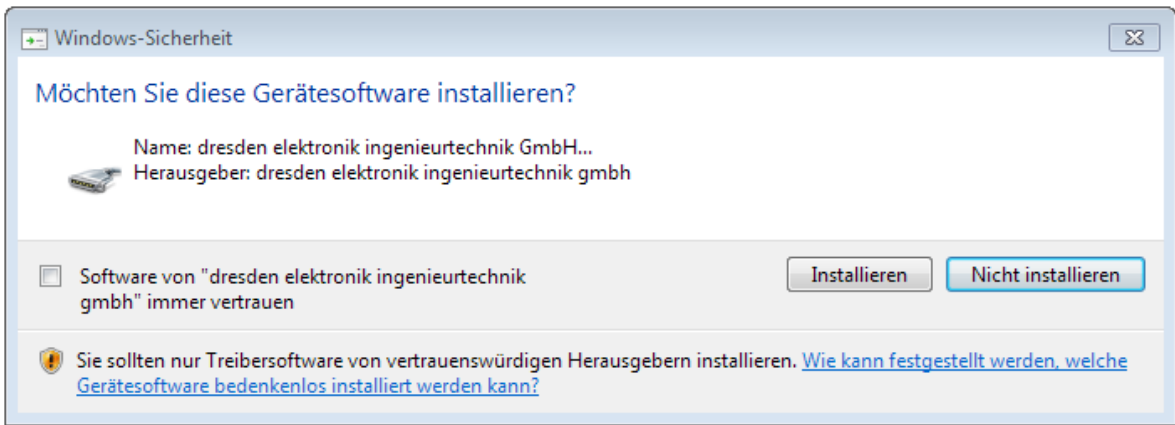 Windows-Sicherheit
Möchten Sie diese Gerätesoftware installieren?
Name: dresden elektronik ingenieurtechnik GmbH...
Herausgeber: dresden elektronik ingenieurtechnik gmbh
Software von "dresden elektronik ingenieurtechnik
gmbh" immer vertrauen
Installieren
Nicht installieren
Sie sollten nur Treibersoftware von vertrauenswürdigen Herausgebern installieren. Wie kann festgestellt werden, welche
Gerätesoftware bedenkenlos installiert werden kann?